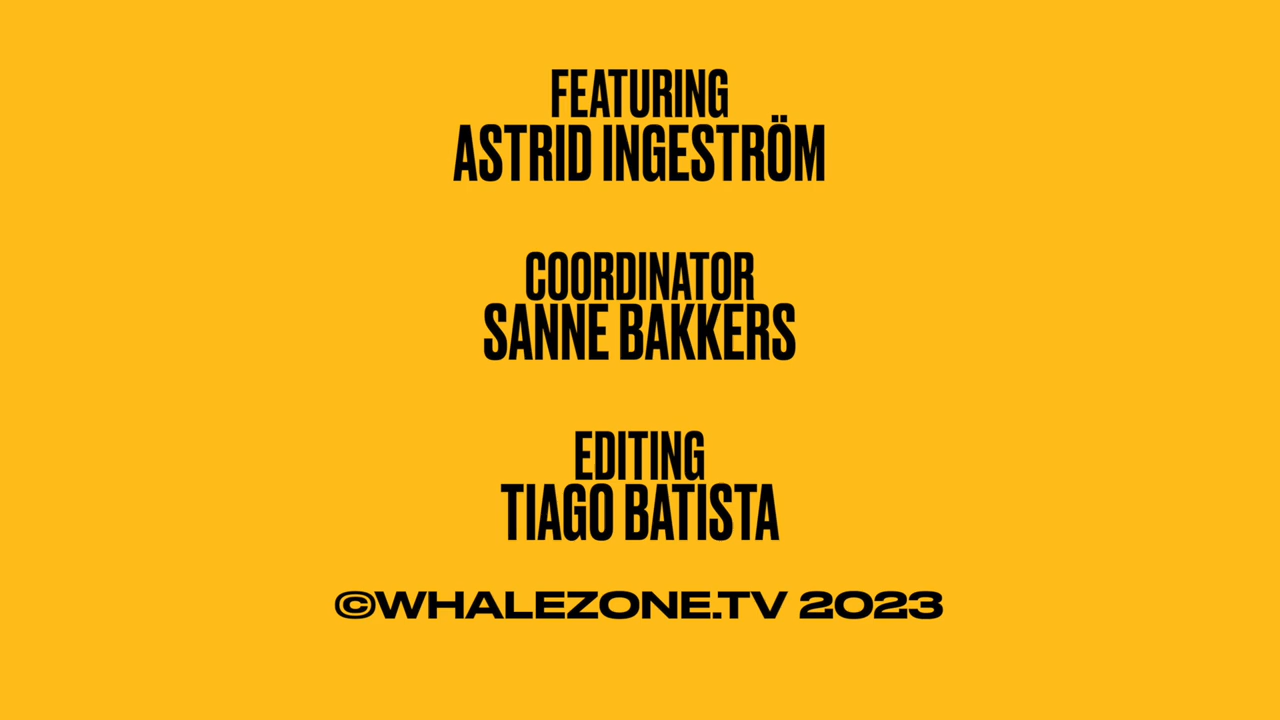 FEATURING
ASTRID INGESTRÖM
COORDINATOR
SANNE BAKKERS
EDITING
TIAGO BATISTA
©WHALEZONE.TV 2023